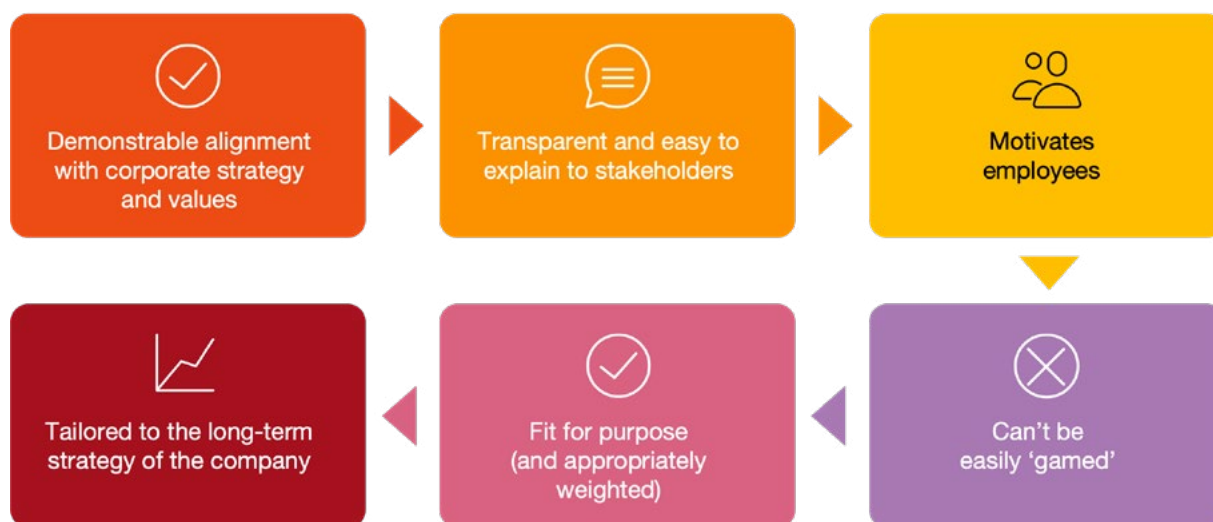 Demonstrable alignment
with corporate strategy
and values
Transparent and easy to
explain to stakeholders
Motivates
employees
Can’t be
easily ‘gamed’
Fit for purpose
(and appropriately
weighted)
Tailored to the long-term
strategy of the company